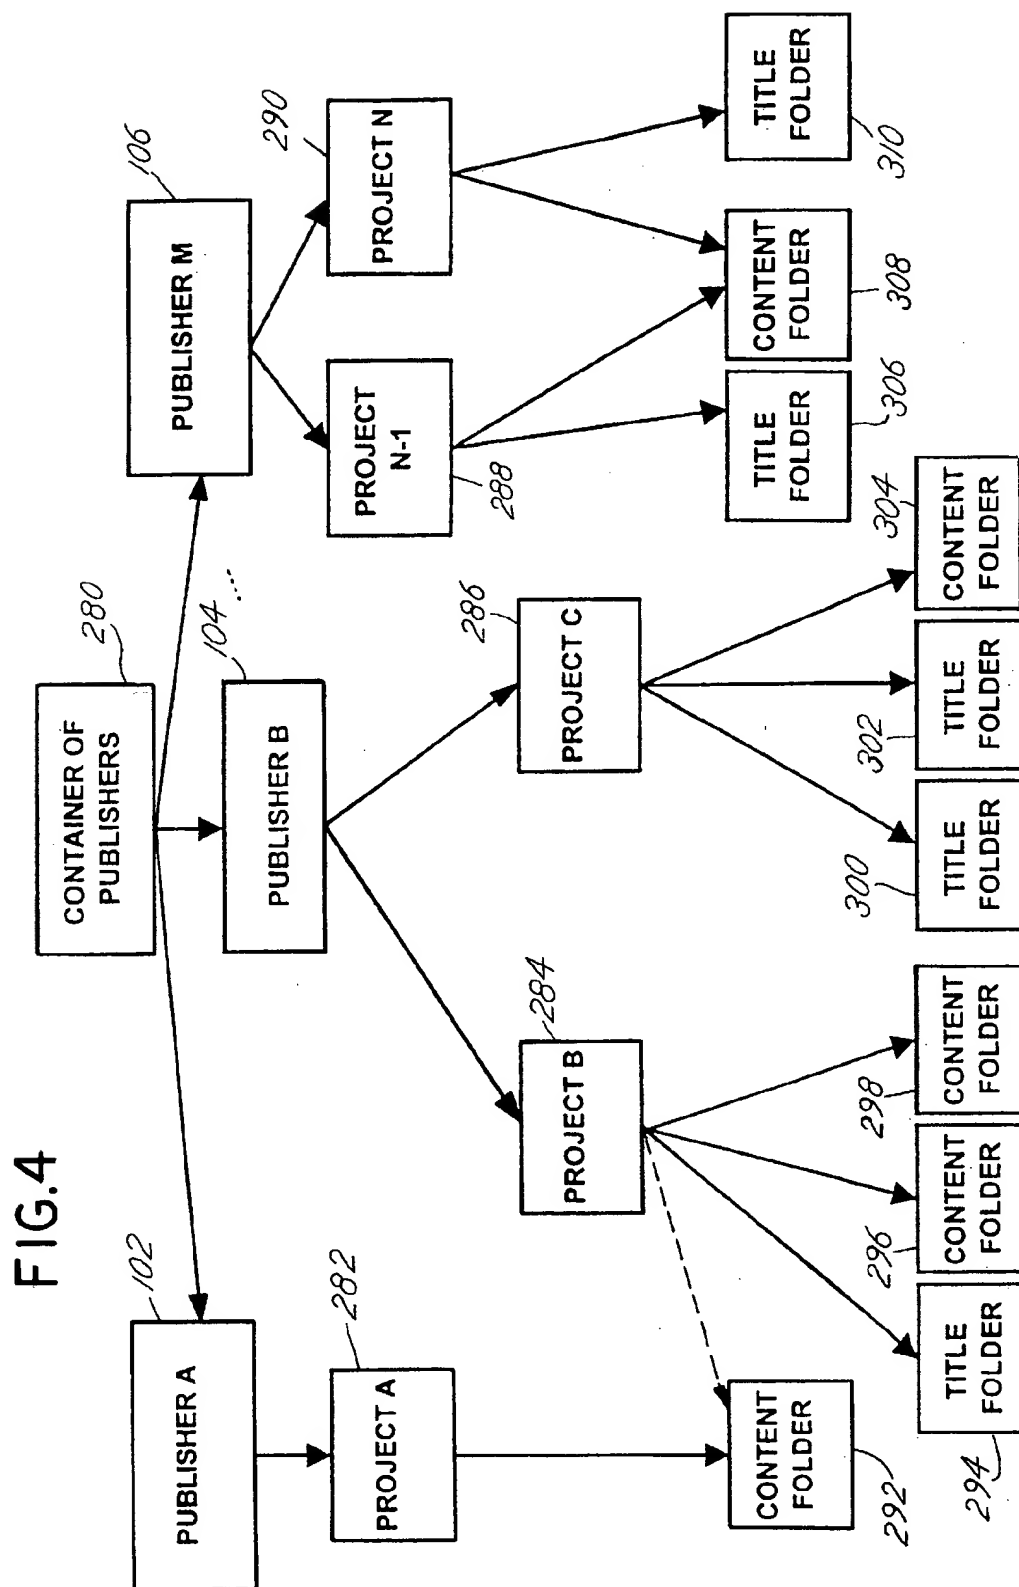 FIG.4
CONTAINER OF
PUBLISHERS
280
PUBLISHER A
102
PUBLISHER B
104
...
PUBLISHER M
106
PROJECT A
282
PROJECT B
284
PROJECT C
286
PROJECT
N-1
288
PROJECT N
290
CONTENT
FOLDER
292
TITLE
FOLDER
294
CONTENT
FOLDER
296
CONTENT
FOLDER
298
TITLE
FOLDER
300
TITLE
FOLDER
302
CONTENT
FOLDER
304
TITLE
FOLDER
306
CONTENT
FOLDER
308
TITLE
FOLDER
310